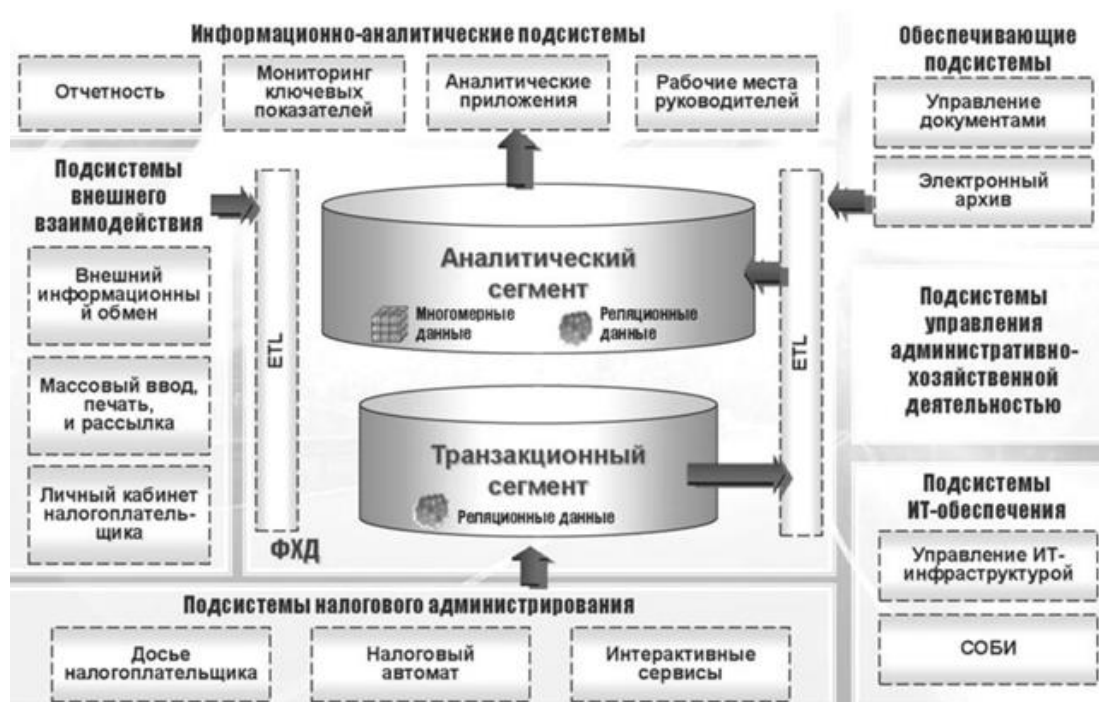 Информационно-аналитические подсистемы
Отчетность
Мониторинг
ключевых
показателей
Аналитические
приложения
Рабочие места
руководителей
Обеспечивающие
подсистемы
Управление
документами
Электронный
архив
Подсистемы
внешнего
взаимодействия
Внешний
информационны
й обмен
Массовый ввод,
печать,
и рассылка
Личный кабинет
налогоплатель-
щика
ETL
Аналитический
сегмент
Многомерные
данные
Реляционные
данные
Транзакционный
сегмент
Реляционные данные
ETL
ФХД
Подсистемы
управления
административно-
хозяйственной
деятельностью
Подсистемы
ИТ-обеспечения
Управление ИТ-
инфраструктурой
СОБИ
Подсистемы налогового администрирования
Досье
налогоплательщика
Налоговый
автомат
Интерактивные
сервисы